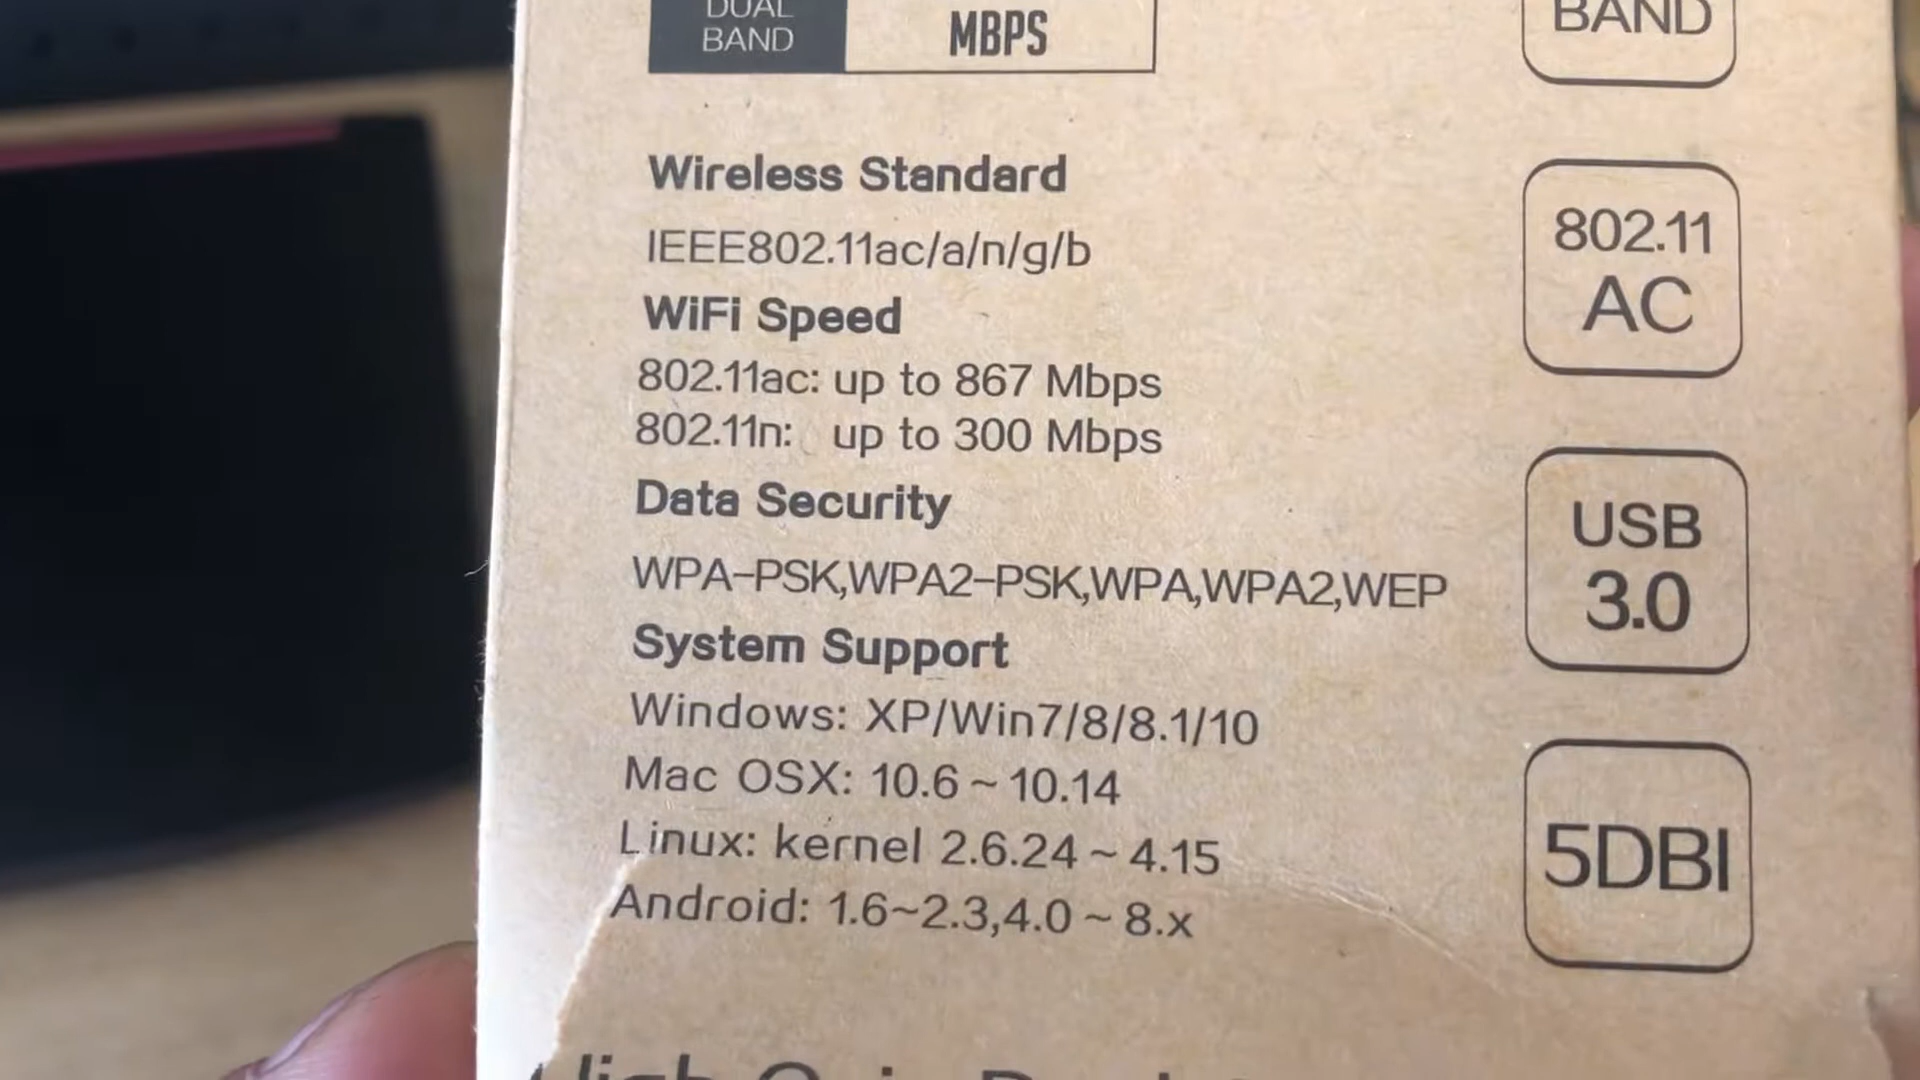 DUAL
BAND
MBPS
BAND
Wireless Standard
IEEE802.11ac/a/n/g/b
WiFi Speed
802.11ac: up to 867 Mbps
802.11n: up to 300 Mbps
Data Security
WPA-PSK,WPA2-PSK,WPA,WPA2,WEP
System Support
Windows: XP/Win7/8/8.1/10
Mac OSX: 10.6 ~ 10.14
Linux: kernel 2.6.24 ~ 4.15
Android: 1.6~2.3,4.0 ~ 8.x
802.11
AC
USB
3.0
5DBI
High Gain